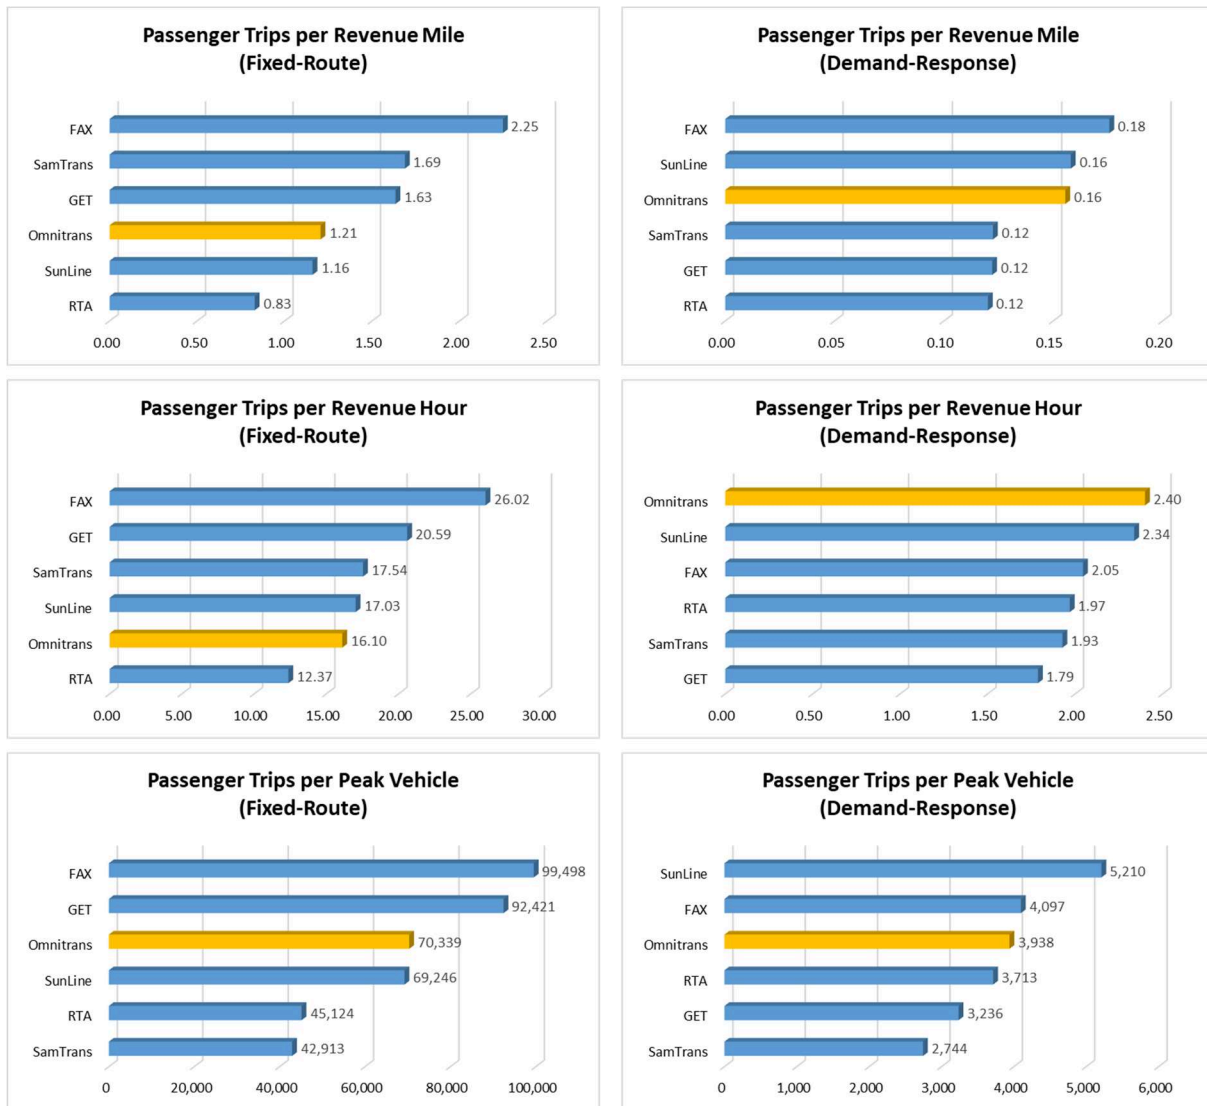 Passenger Trips per Revenue Mile
(Fixed-Route)
FAX 2.25
SamTrans 1.69
GET 1.63
Omnitrans 1.21
SunLine 1.16
RTA 0.83
0.00 0.50 1.00 1.50 2.00 2.50
Passenger Trips per Revenue Mile
(Demand-Response)
FAX 0.18
SunLine 0.16
Omnitrans 0.16
SamTrans 0.12
GET 0.12
RTA 0.12
0.00 0.05 0.10 0.15 0.20
Passenger Trips per Revenue Hour
(Fixed-Route)
FAX 26.02
GET 20.59
SamTrans 17.54
SunLine 17.03
Omnitrans 16.10
RTA 12.37
0.00 5.00 10.00 15.00 20.00 25.00 30.00
Passenger Trips per Revenue Hour
(Demand-Response)
Omnitrans 2.40
SunLine 2.34
FAX 2.05
RTA 1.97
SamTrans 1.93
GET 1.79
0.00 0.50 1.00 1.50 2.00 2.50
Passenger Trips per Peak Vehicle
(Fixed-Route)
FAX 99,498
GET 92,421
Omnitrans 70,339
SunLine 69,246
RTA 45,124
SamTrans 42,913
0 20,000 40,000 60,000 80,000 100,000
Passenger Trips per Peak Vehicle
(Demand-Response)
SunLine 5,210
FAX 4,097
Omnitrans 3,938
RTA 3,713
GET 3,236
SamTrans 2,744
0 1,000 2,000 3,000 4,000 5,000 6,000